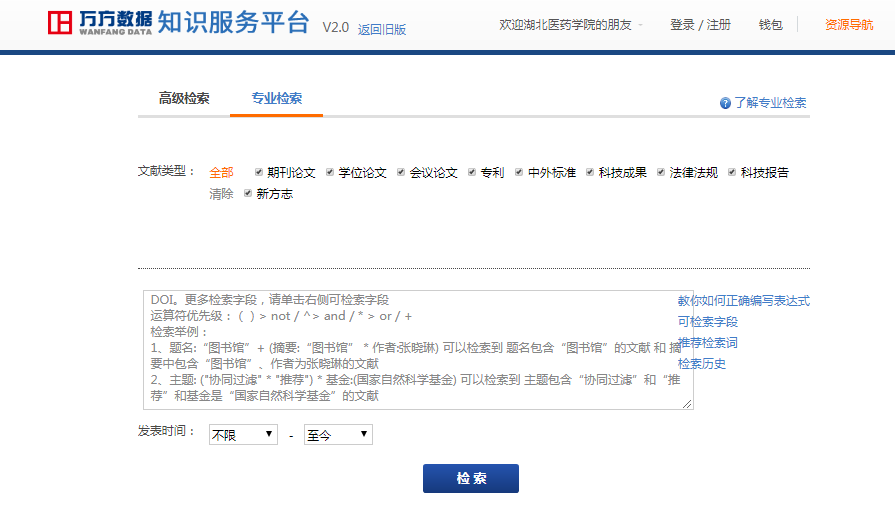 万方数据 WANFANG DATA 知识服务平台 V2.0 返回旧版 欢迎湖北医药学院的朋友 登录 / 注册 钱包 资源导航
高级检索 专业检索 ? 了解专业检索
文献类型： 全部 期刊论文 学位论文 会议论文 专利 中外标准 科技成果 法律法规 科技报告
清除 新方志
DOI。更多检索字段，请单击右侧可检索字段
运算符优先级：( ) > not / ^ > and / * > or / +
检索举例：
1、题名:“图书馆”+ (摘要:“图书馆” * 作者:张晓琳) 可以检索到 题名包含“图书馆”的文献 和 摘
要中包含“图书馆”、作者为张晓琳的文献
2、主题: ("协同过滤" * "推荐") * 基金:(国家自然科学基金) 可以检索到 主题包含“协同过滤”和“推
荐”和基金是“国家自然科学基金”的文献
教你如何正确编写表达式
可检索字段
推荐检索词
检索历史
发表时间： 不限 - 至今
检 索